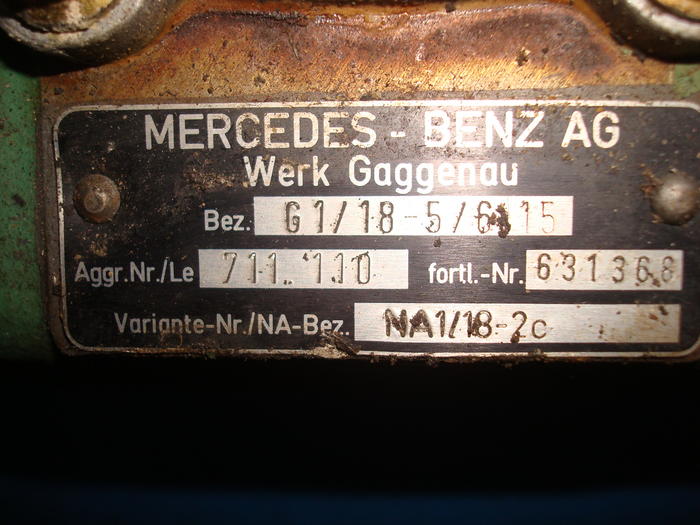 MERCEDES - BENZ AG
Werk Gaggenau
Bez. G1/18-5/6,15
Aggr.Nr./Le 711.110 fortl.-Nr. 631368
Variante-Nr./NA-Bez. NA1/18-2c